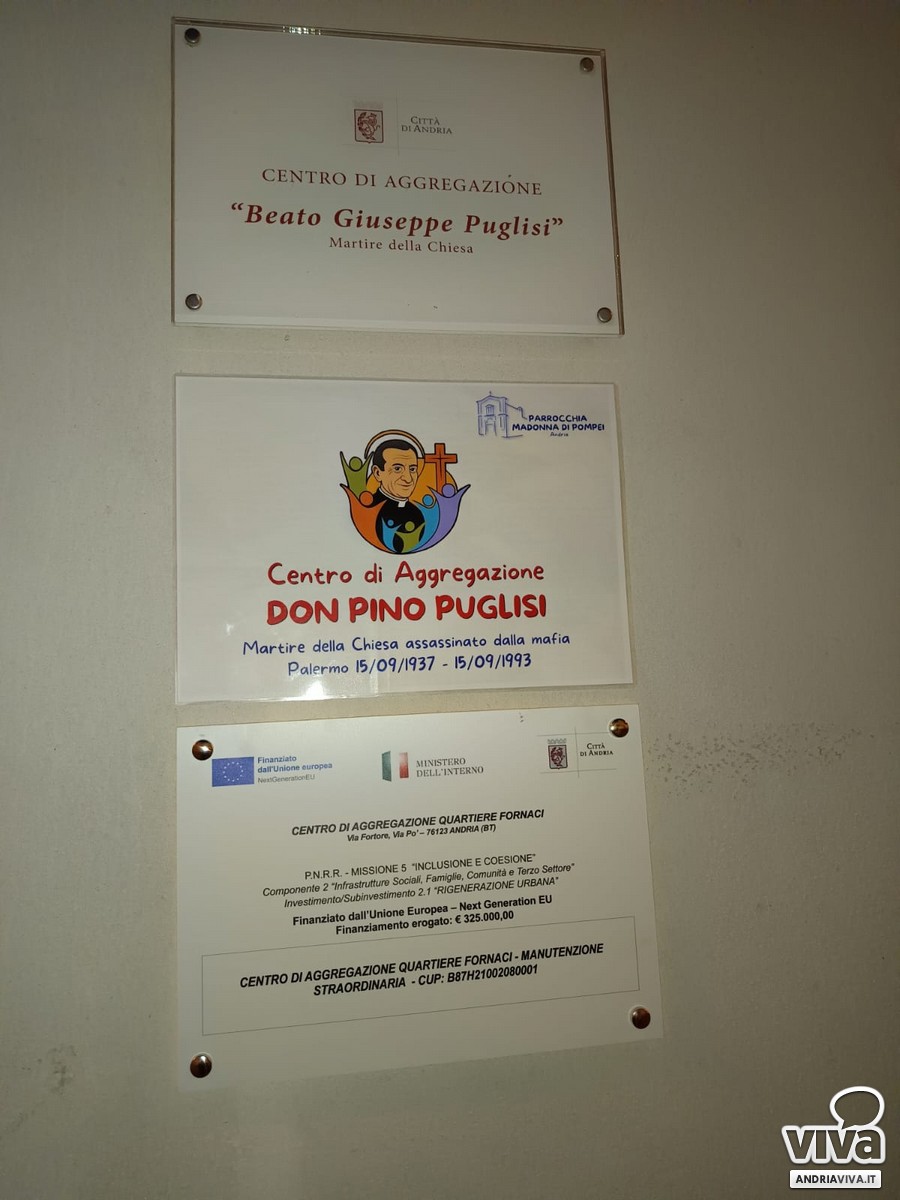 CITTÀ
DI ANDRIA
CENTRO DI AGGREGAZIONE
“Beato Giuseppe Puglisi”
Martire della Chiesa
PARROCCHIA
MADONNA DI POMPEI
Andria
Centro di Aggregazione
DON PINO PUGLISI
Martire della Chiesa assassinato dalla mafia
Palermo 15/09/1937 - 15/09/1993
Finanziato
dall'Unione europea
NextGenerationEU
MINISTERO
DELL'INTERNO
CITTÀ
DI ANDRIA
CENTRO DI AGGREGAZIONE QUARTIERE FORNACI
Via Fortore, Via Po' – 76123 ANDRIA (BT)
P.N.R.R. - MISSIONE 5 "INCLUSIONE E COESIONE"
Componente 2 "Infrastrutture Sociali, Famiglie, Comunità e Terzo Settore"
Investimento/Subinvestimento 2.1 "RIGENERAZIONE URBANA"
Finanziato dall'Unione Europea – Next Generation EU
Finanziamento erogato: € 325.000,00
CENTRO DI AGGREGAZIONE QUARTIERE FORNACI - MANUTENZIONE
STRAORDINARIA - CUP: B87H21002080001
viva
ANDRIAVIVA.IT